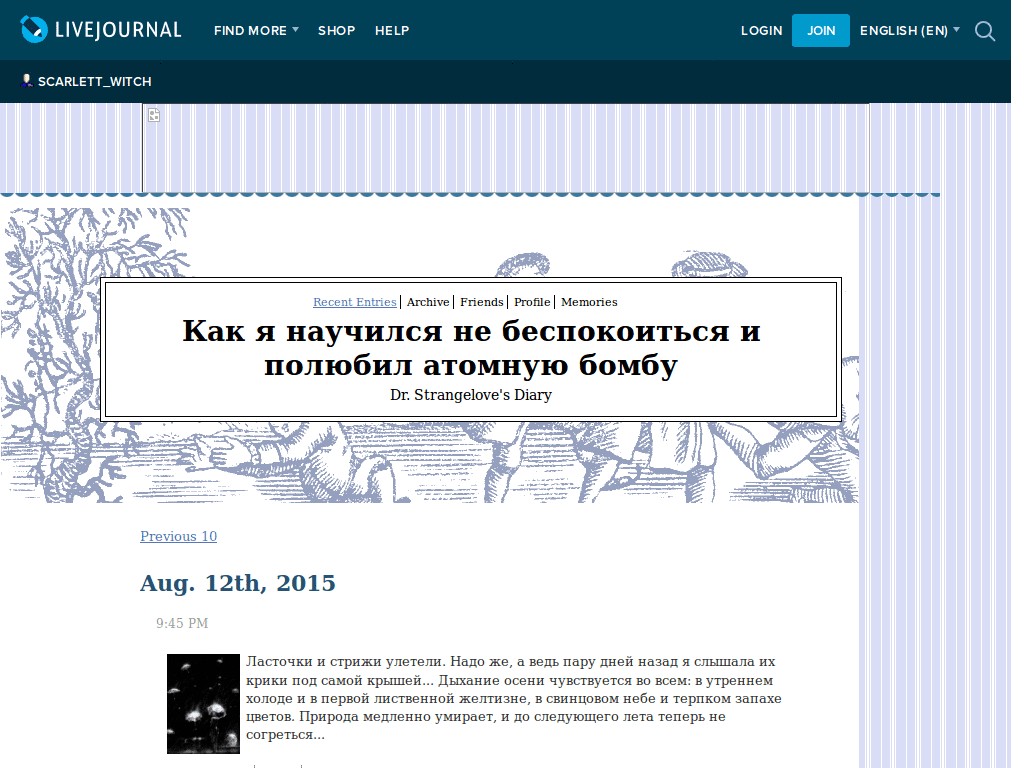 LIVEJOURNAL FIND MORE SHOP HELP LOGIN JOIN ENGLISH (EN)
SCARLETT_WITCH
Recent Entries Archive Friends Profile Memories
Как я научился не беспокоиться и
полюбил атомную бомбу
Dr. Strangelove's Diary
Previous 10
Aug. 12th, 2015
9:45 PM
Ласточки и стрижи улетели. Надо же, а ведь пару дней назад я слышала их
крики под самой крышей... Дыхание осени чувствуется во всем: в утреннем
холоде и в первой лиственной желтизне, в свинцовом небе и терпком запахе
цветов. Природа медленно умирает, и до следующего лета теперь не
согреться...